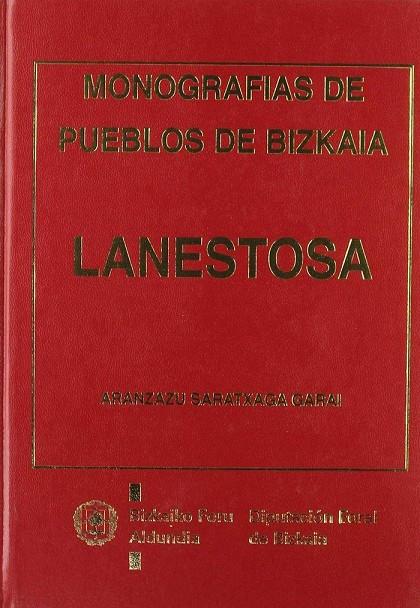 MONOGRAFIAS DE
PUEBLOS DE BIZKAIA
LANESTOSA
ARANZAZU SARATXAGA GARAI
Bizkaiko Foru
Aldundia
Diputación Foral
de Bizkaia